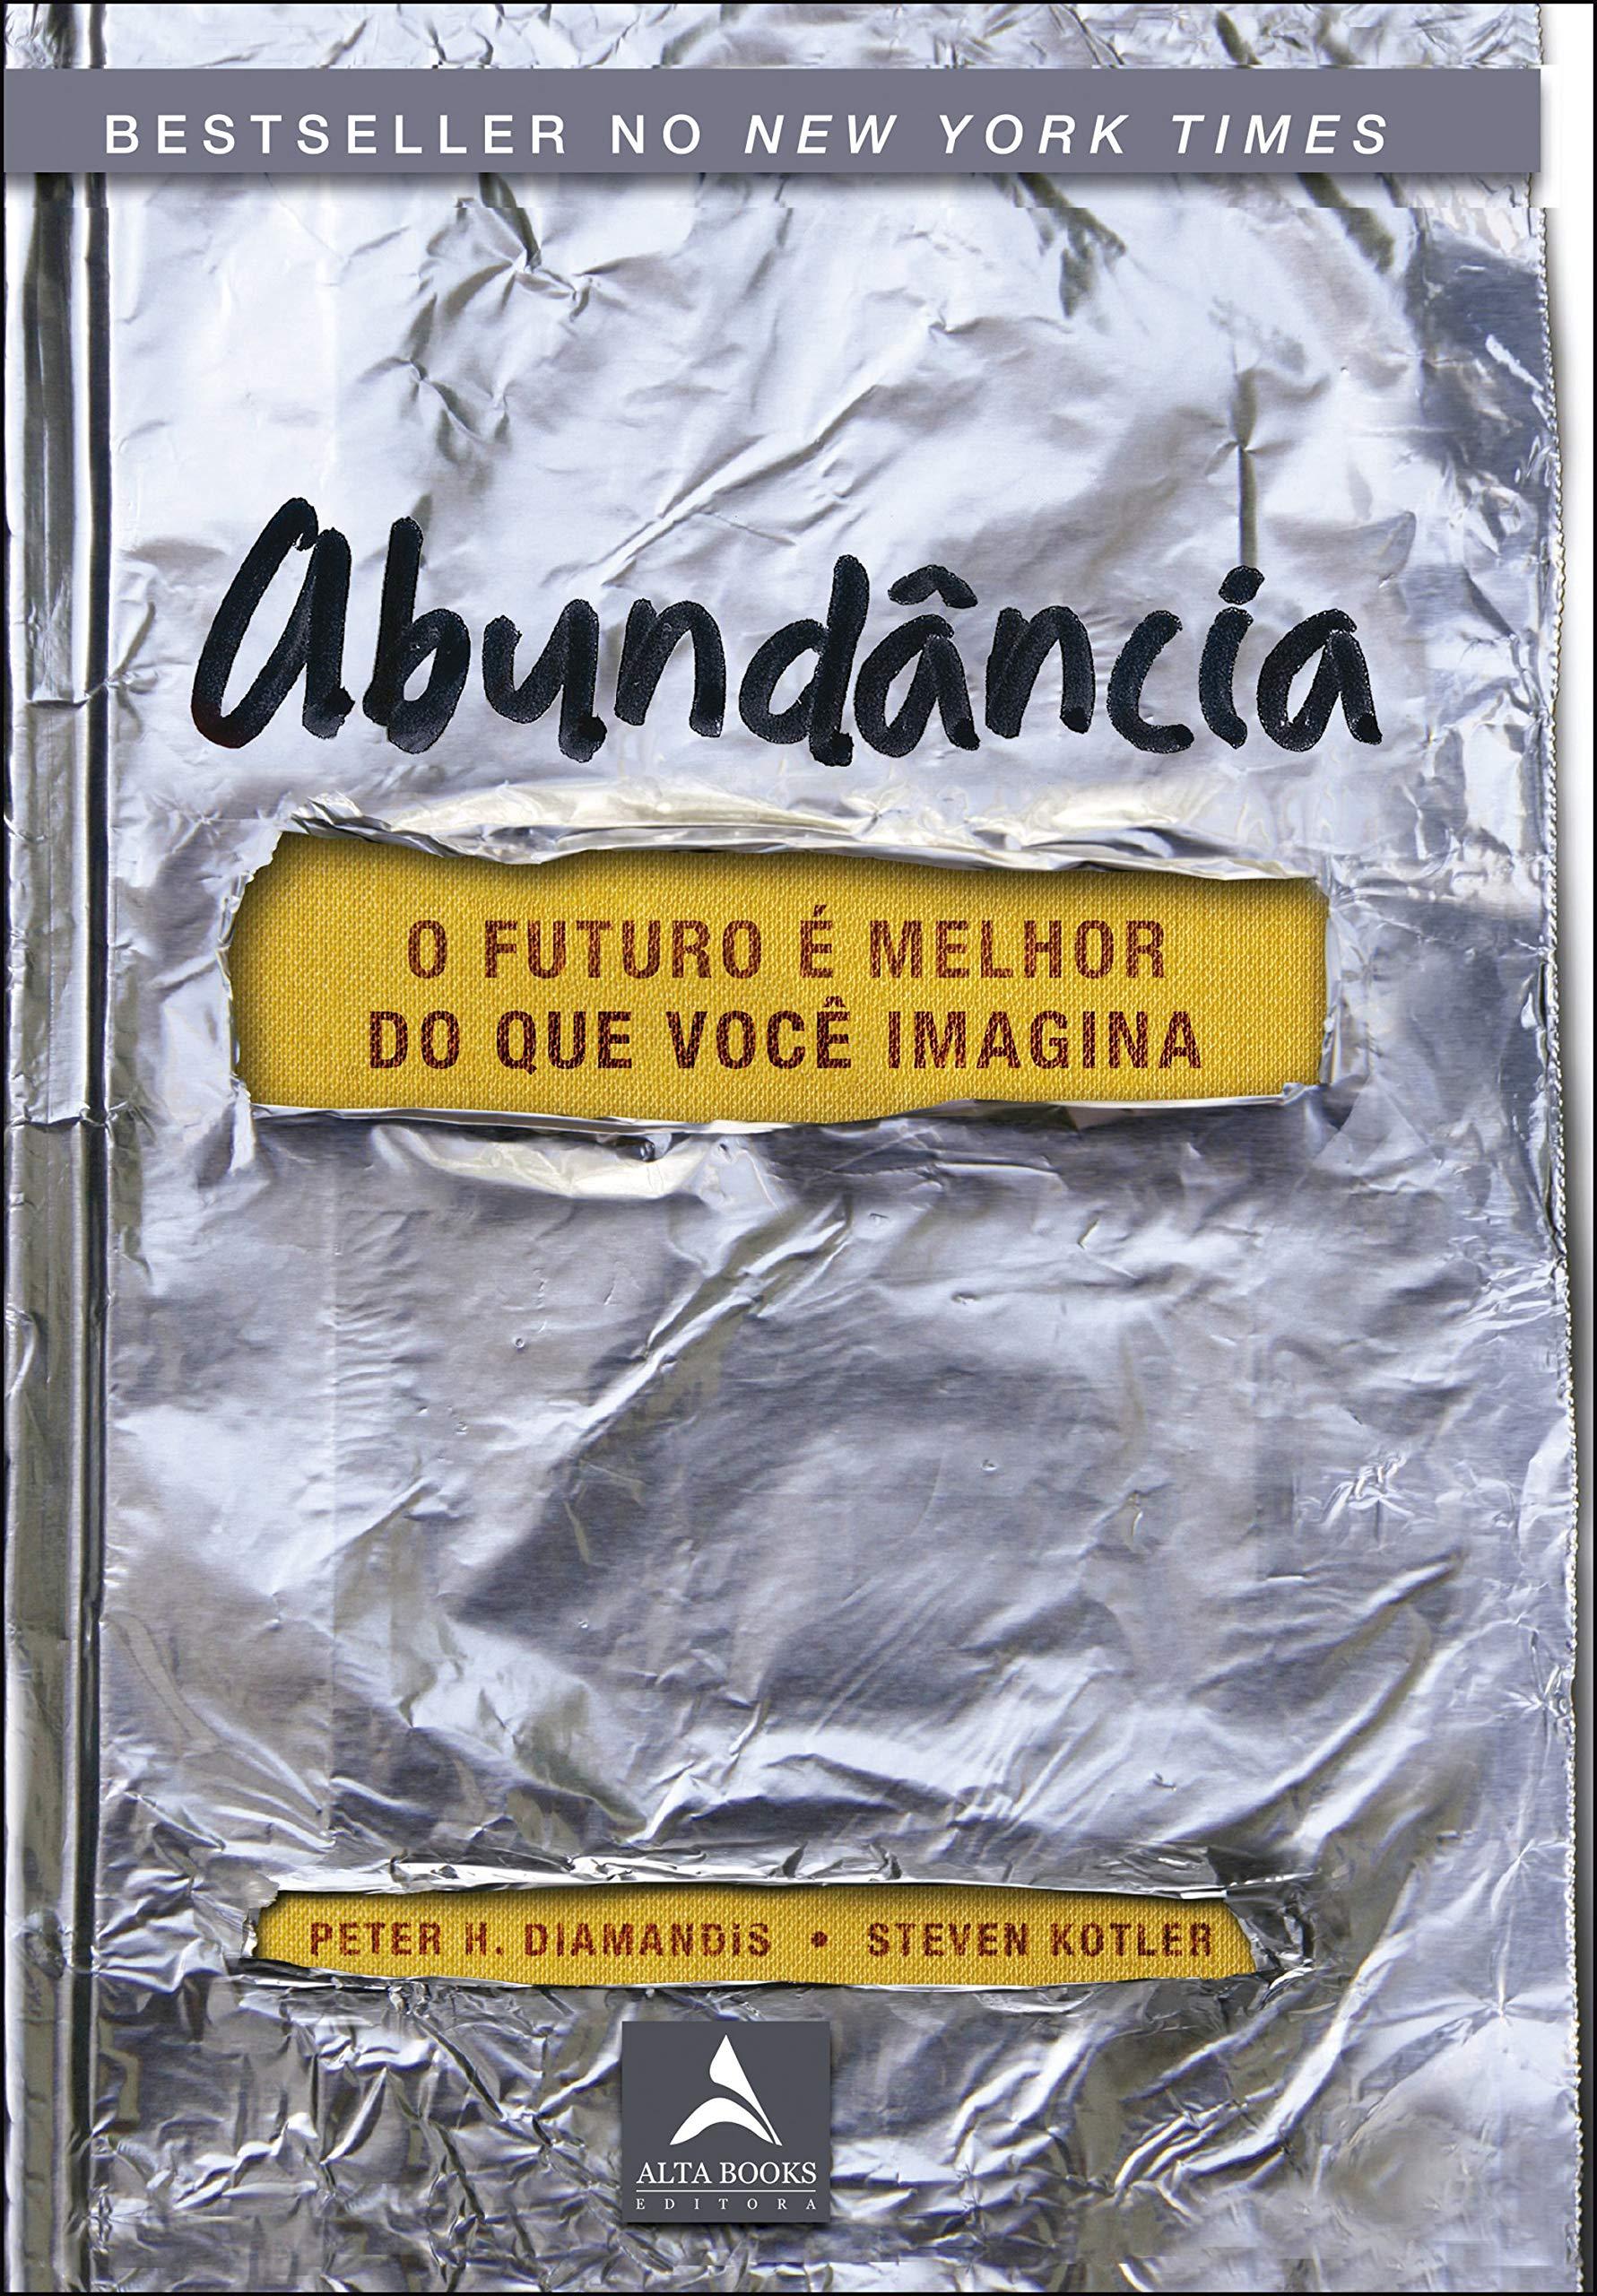 BESTSELLER NO NEW YORK TIMES
Abundância
O FUTURO É MELHOR
DO QUE VOCÊ IMAGINA
PETER H. DIAMANDiS • STEVEN KOTLER
ALTA BOOKS
EDITORA